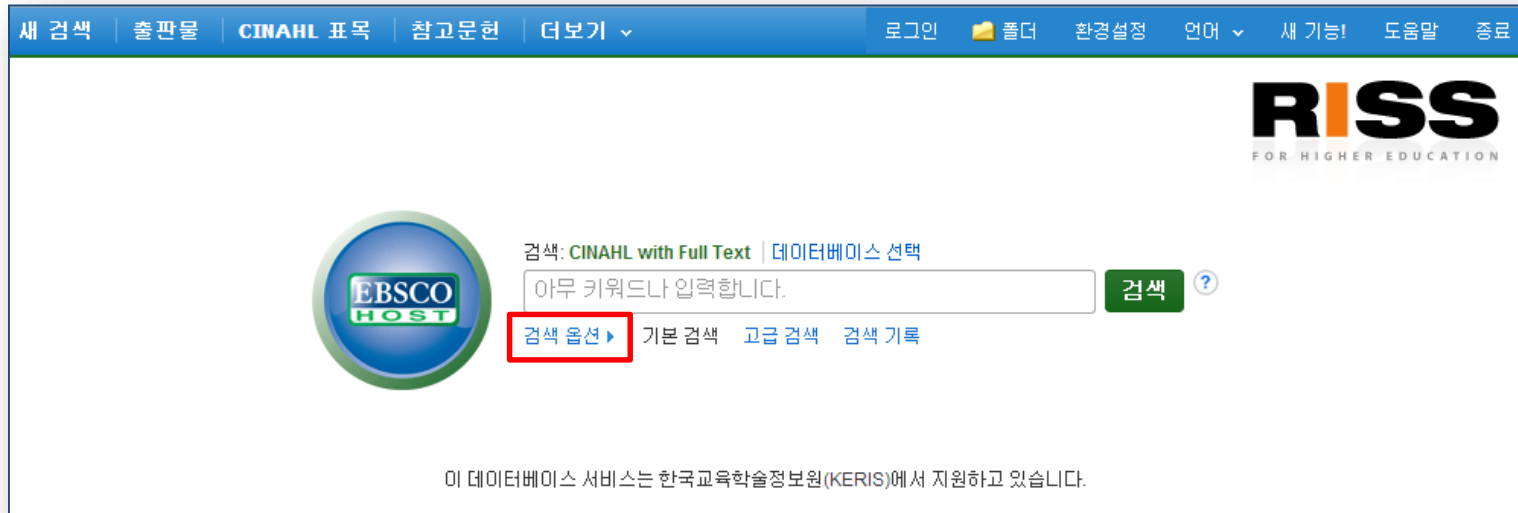 새 검색 출판물 CINAHL 표목 참고문헌 더보기 로그인 폴더 환경설정 언어 새 기능! 도움말 종료
RISS
FOR HIGHER EDUCATION
EBSCO
HOST
검색: CINAHL with Full Text 데이터베이스 선택
아무 키워드나 입력합니다. 검색 ?
검색 옵션 기본 검색 고급 검색 검색 기록
이 데이터베이스 서비스는 한국교육학술정보원(KERIS)에서 지원하고 있습니다.